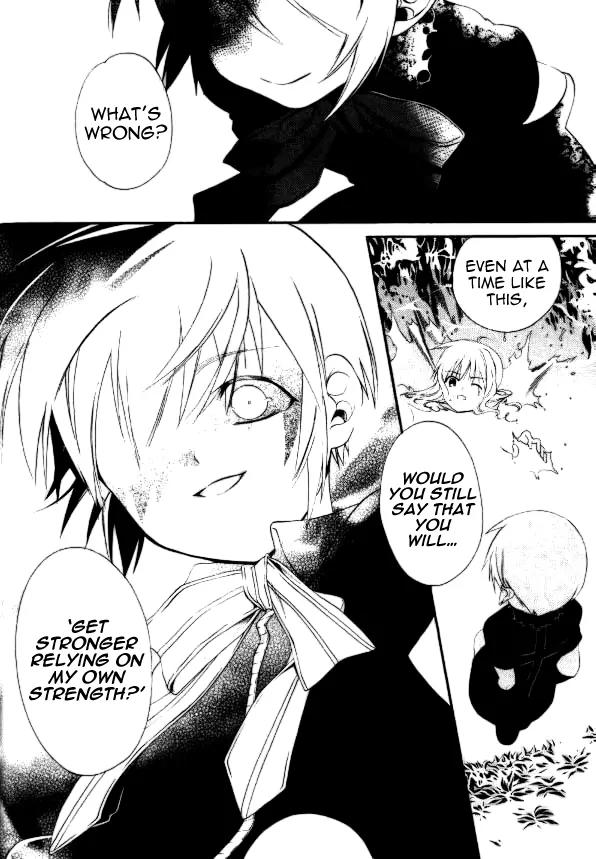 WHAT'S
WRONG?
EVEN AT A
TIME LIKE
THIS,
WOULD
YOU STILL
SAY THAT
YOU
WILL...
'GET
STRONGER
RELYING ON
MY OWN
STRENGTH?'